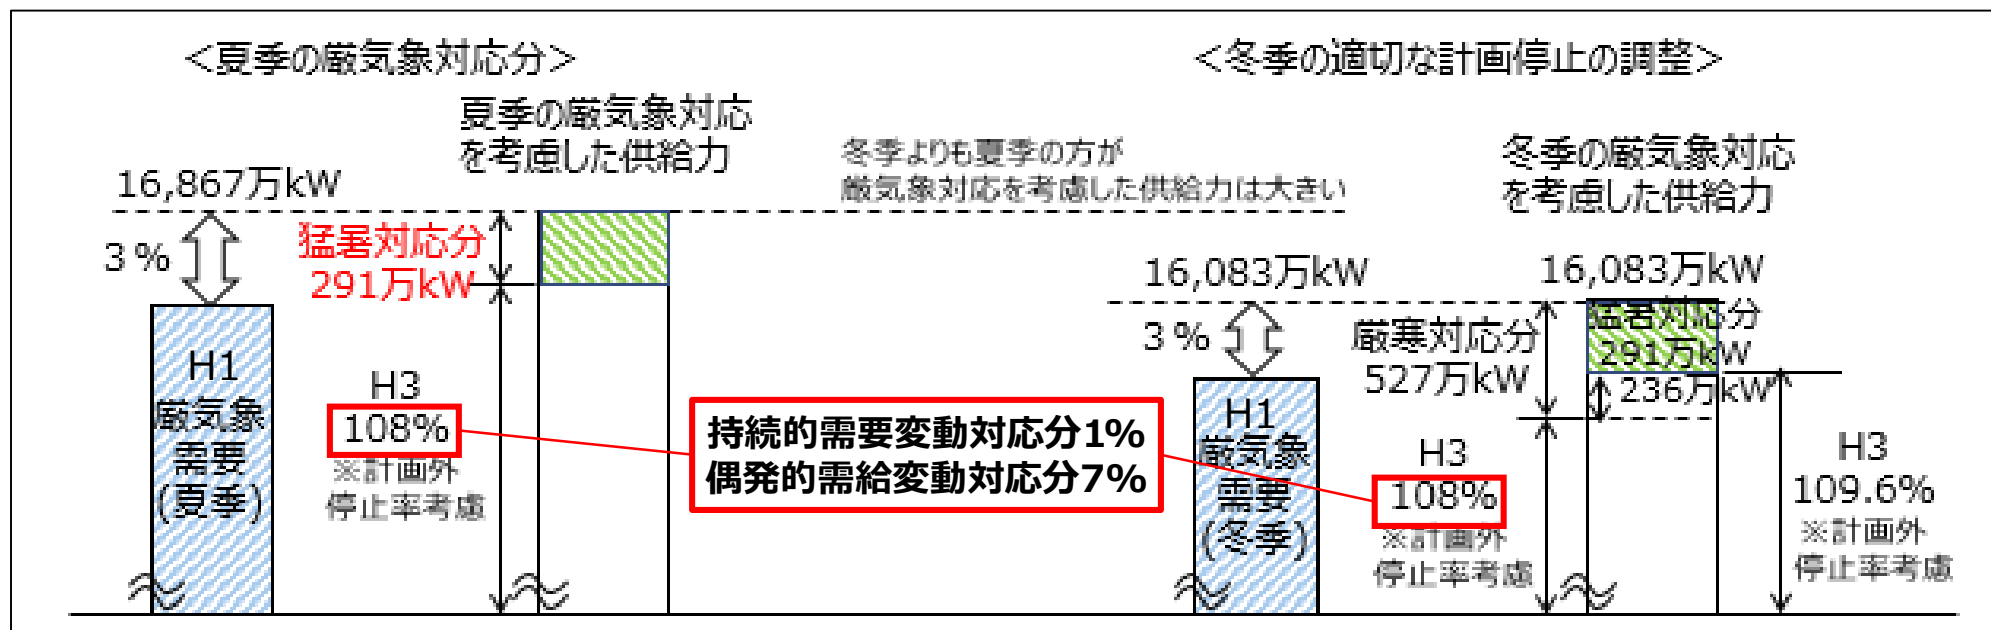 ＜夏季の厳気象対応分＞
夏季の厳気象対応
を考慮した供給力
16,867万kW
3％
猛暑対応分
291万kW
H1
厳気象
需要
(夏季)
H3
108%
※計画外
停止率考慮
冬季よりも夏季の方が
厳気象対応を考慮した供給力は大きい
持続的需要変動対応分1%
偶発的需給変動対応分7%
＜冬季の適切な計画停止の調整＞
冬季の厳気象対応
を考慮した供給力
16,083万kW
3％
H1
厳気象
需要
(冬季)
厳寒対応分
527万kW
H3
108%
※計画外
停止率考慮
16,083万kW
猛暑対応分
291万kW
236万kW
H3
109.6%
※計画外
停止率考慮